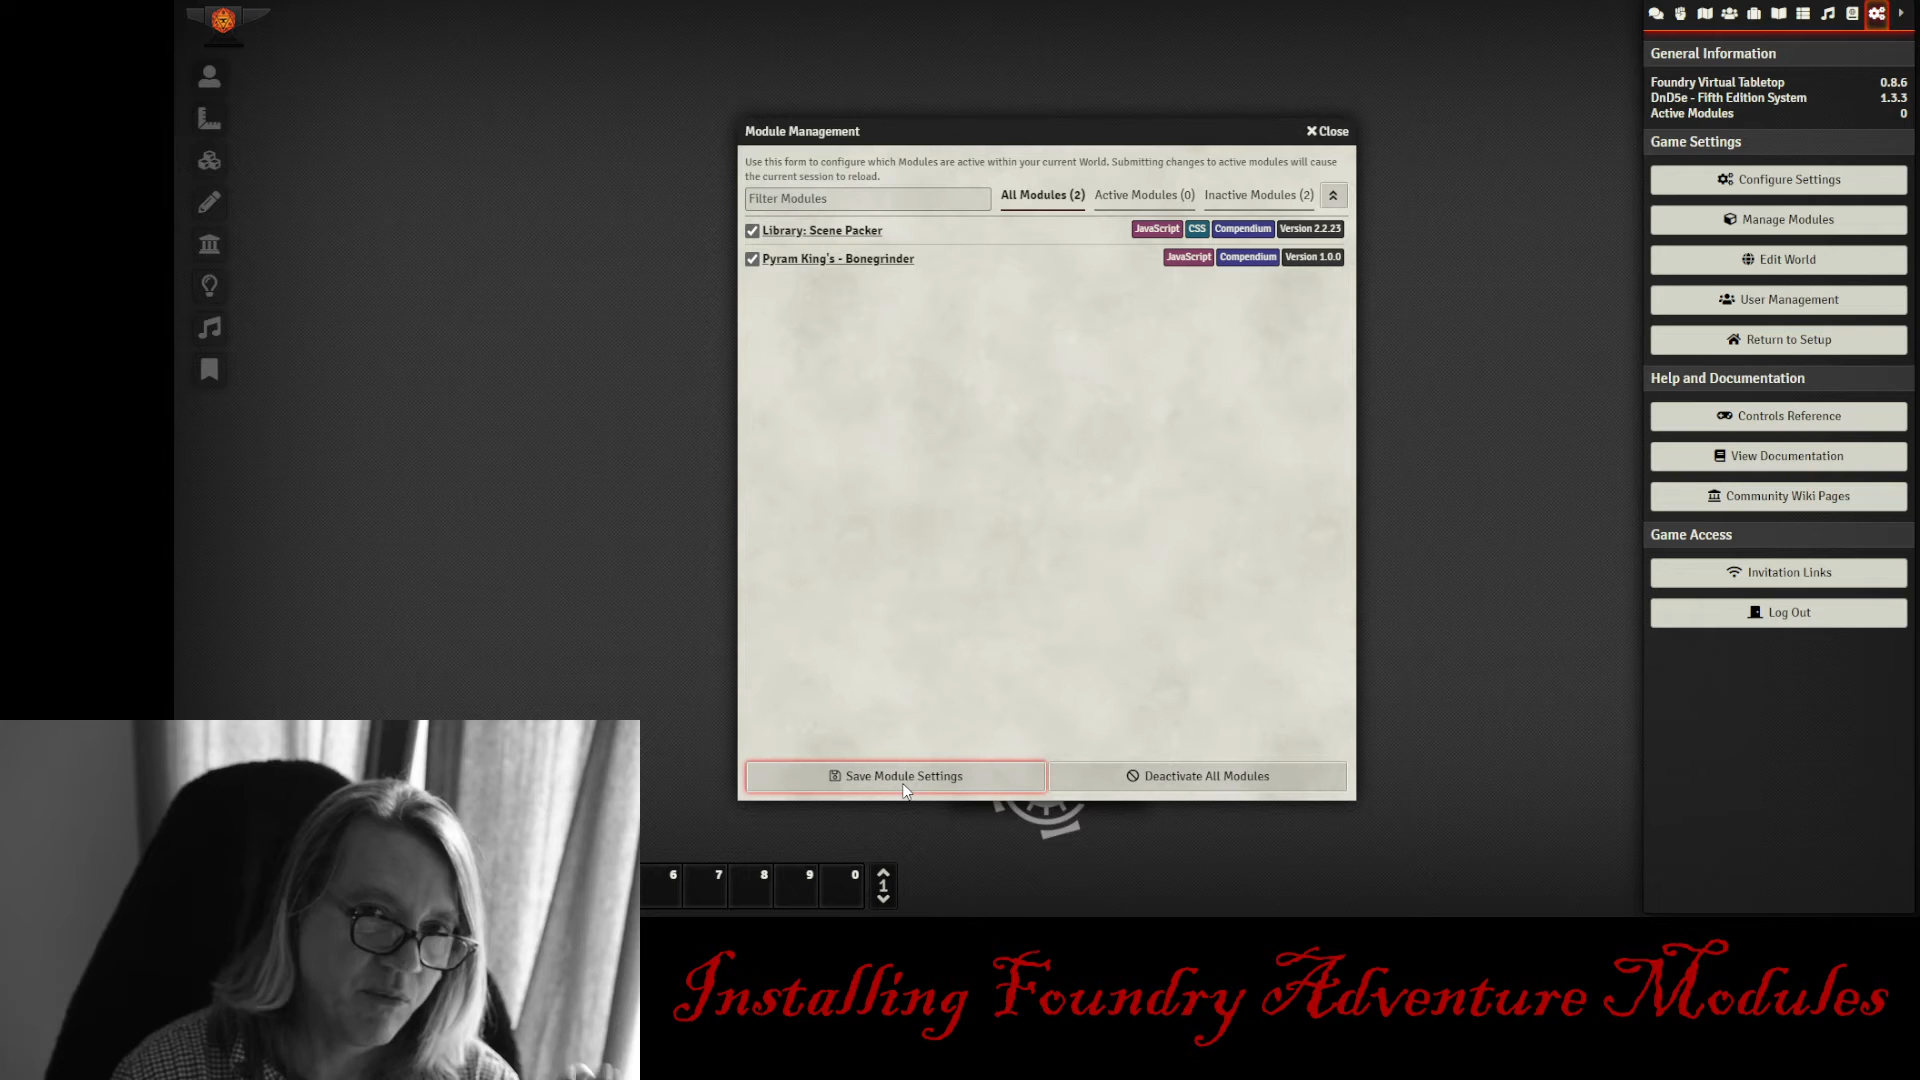 Module Management
Close
Use this form to configure which Modules are active within your current World. Submitting changes to active modules will cause
the current session to reload.
Filter Modules
All Modules (2)
Active Modules (0)
Inactive Modules (2)
Library: Scene Packer
JavaScript
CSS
Compendium
Version 2.2.23
Pyram King's - Bonegrinder
JavaScript
Compendium
Version 1.0.0
Save Module Settings
Deactivate All Modules
General Information
Foundry Virtual Tabletop 0.8.6
DnD5e - Fifth Edition System 1.3.3
Active Modules 0
Game Settings
Configure Settings
Manage Modules
Edit World
User Management
Return to Setup
Help and Documentation
Controls Reference
View Documentation
Community Wiki Pages
Game Access
Invitation Links
Log Out
6 7 8 9 0
1
Installing Foundry Adventure Modules